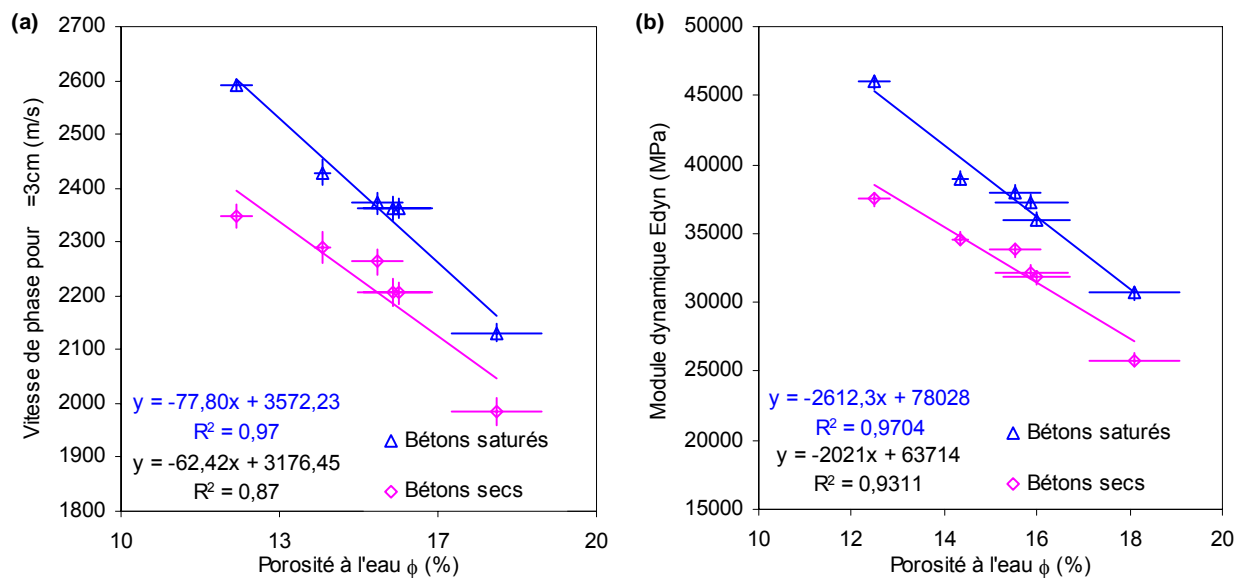 (a)
Vitesse de phase pour =3cm (m/s)
2700
2600
2500
2400
2300
2200
2100
2000
1900
1800
10
13
17
20
Porosité à l'eau ϕ (%)
y = -77,80x + 3572,23
R² = 0,97
y = -62,42x + 3176,45
R² = 0,87
Bétons saturés
Bétons secs
(b)
Module dynamique Edyn (MPa)
50000
45000
40000
35000
30000
25000
20000
15000
10
12
14
16
18
20
Porosité à l'eau ϕ (%)
y = -2612,3x + 78028
R² = 0,9704
y = -2021x + 63714
R² = 0,9311
Bétons saturés
Bétons secs